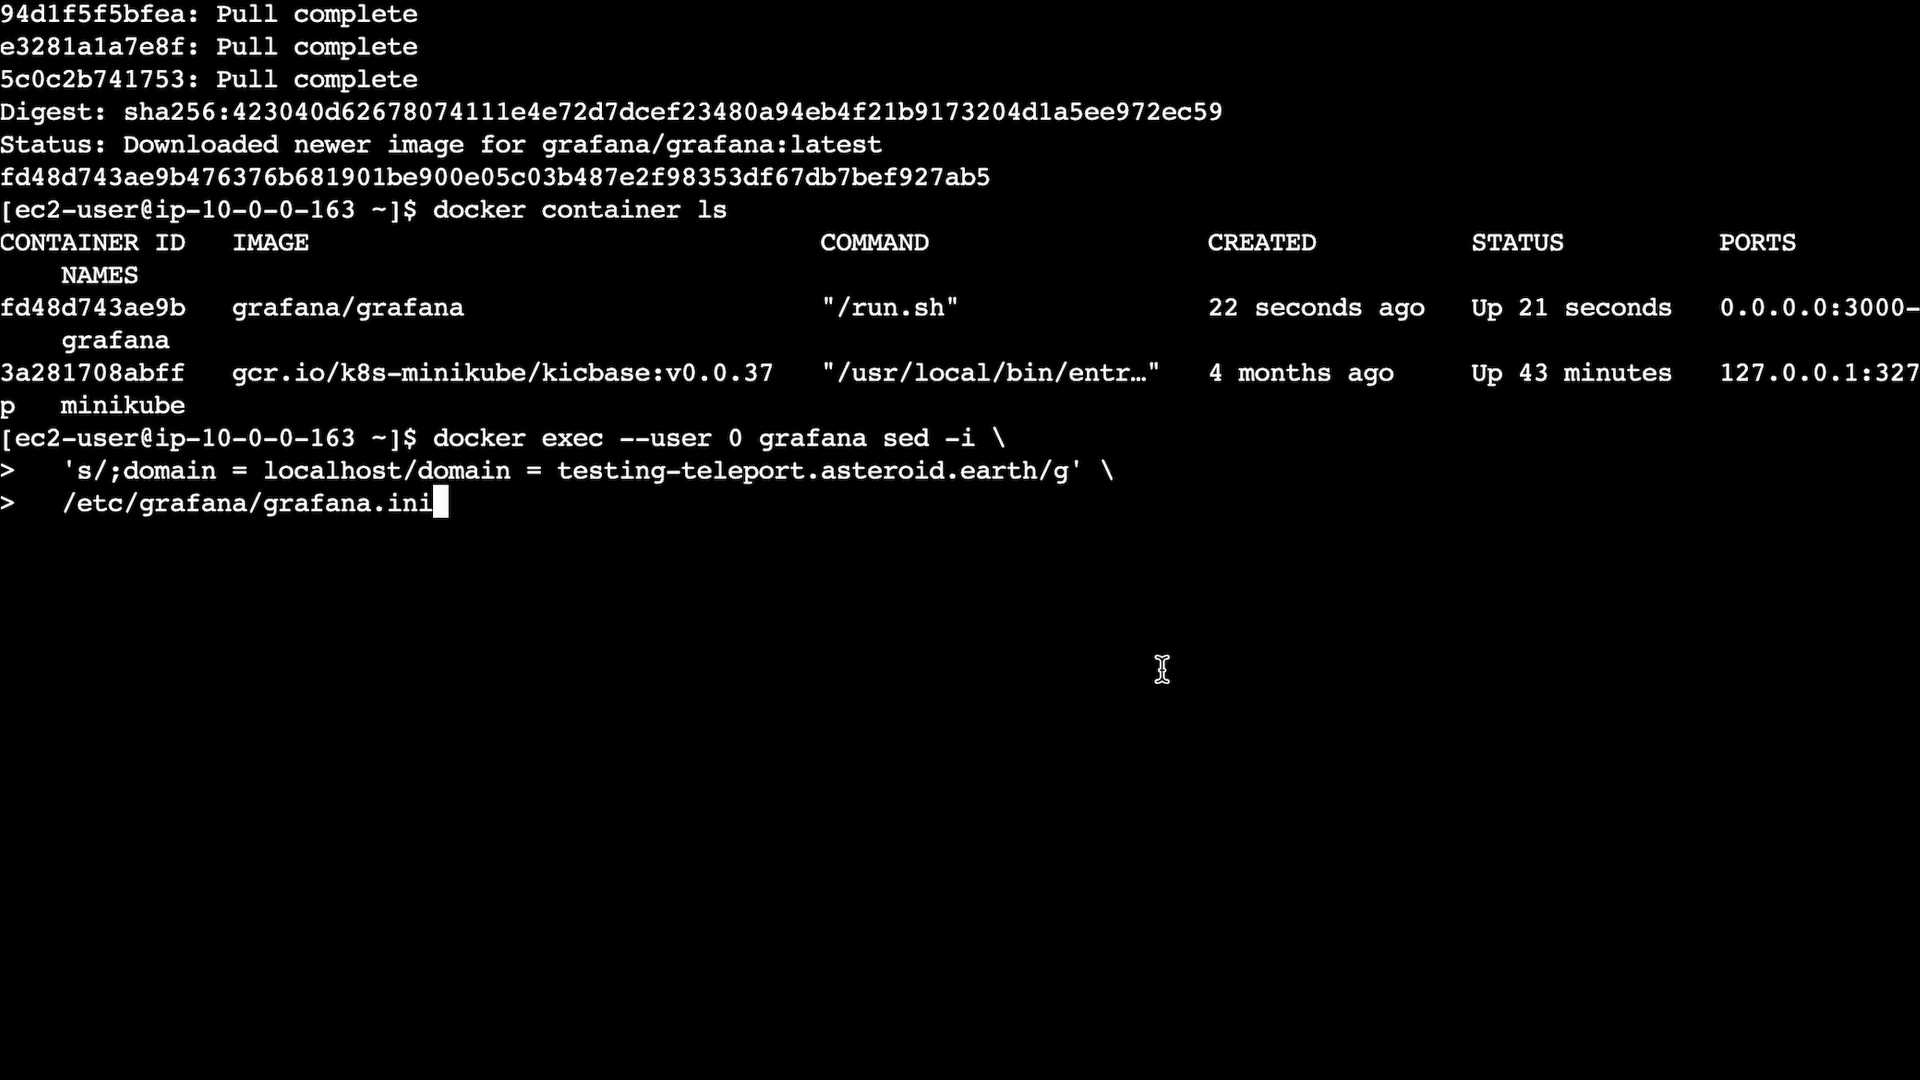 94d1f5f5bfea: Pull complete
e3281a1a7e8f: Pull complete
5c0c2b741753: Pull complete
Digest: sha256:423040d62678074111e4e72d7dcef23480a94eb4f21b9173204d1a5ee972ec59
Status: Downloaded newer image for grafana/grafana:latest
fd48d743ae9b476376b681901be900e05c03b487e2f98353df67db7bef927ab5
[ec2-user@ip-10-0-0-163 ~]$ docker container ls
CONTAINER ID   IMAGE                                 COMMAND                  CREATED          STATUS          PORTS
    NAMES
fd48d743ae9b   grafana/grafana                       "/run.sh"                22 seconds ago   Up 21 seconds   0.0.0.0:3000-
    grafana
3a281708abff   gcr.io/k8s-minikube/kicbase:v0.0.37   "/usr/local/bin/entr…"   4 months ago     Up 43 minutes   127.0.0.1:327
p   minikube
[ec2-user@ip-10-0-0-163 ~]$ docker exec --user 0 grafana sed -i \
>   's/;domain = localhost/domain = testing-teleport.asteroid.earth/g' \
>   /etc/grafana/grafana.ini